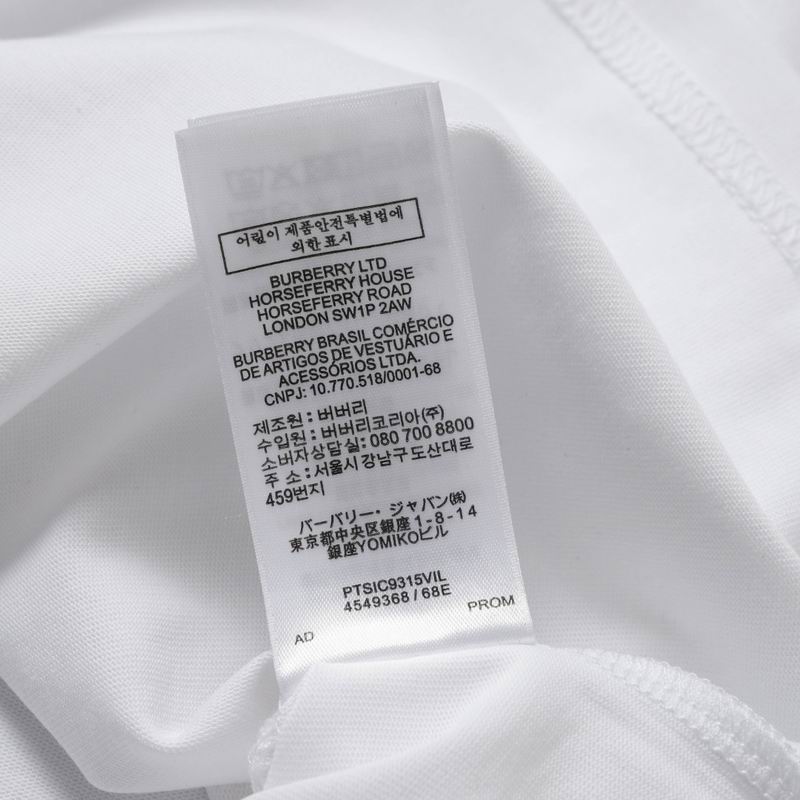 어린이 제품안전특별법에
의한 표시
BURBERRY LTD
HORSEFERRY HOUSE
HORSEFERRY ROAD
LONDON SW1P 2AW
BURBERRY BRASIL COMÉRCIO
DE ARTIGOS DE VESTUÁRIO E
ACESSÓRIOS LTDA.
CNPJ: 10.770.518/0001-68
제조원 : 버버리
수입원 : 버버리코리아(주)
소비자상담실: 080 700 8800
주 소 : 서울시 강남구 도산대로
459번지
バーバリー・ジャパン㈱
東京都中央区銀座 1-8-14
銀座YOMIKOビル
PTSIC9315VIL
4549368 / 68E
AD PROM